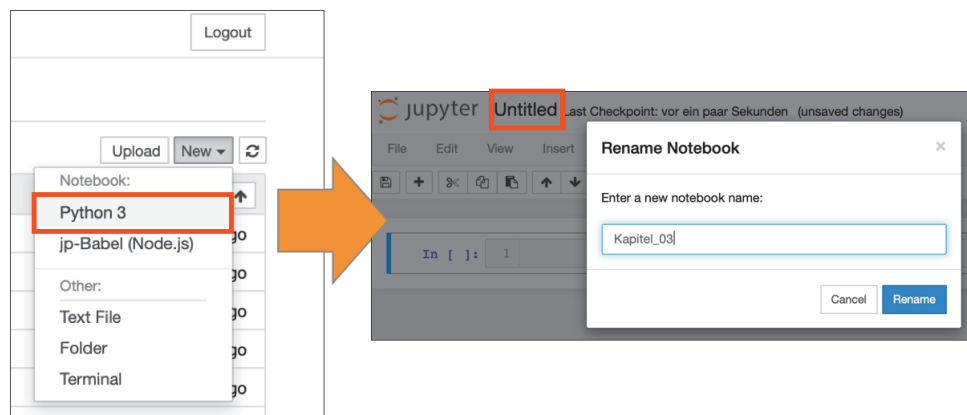 Logout
Upload New
Notebook:
Python 3
jp-Babel (Node.js)
Other:
Text File
Folder
Terminal
go
go
go
go
go
jupyter Untitled Last Checkpoint: vor ein paar Sekunden (unsaved changes)
File Edit View Insert
In [ ]: 1
Rename Notebook
×
Enter a new notebook name:
Kapitel_03
Cancel Rename